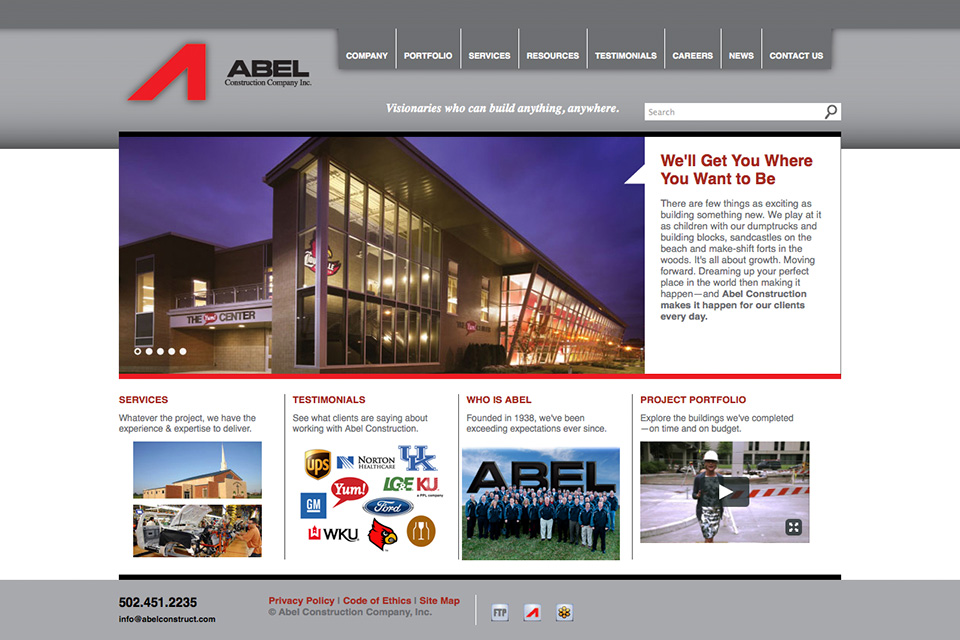 COMPANY
PORTFOLIO
SERVICES
RESOURCES
TESTIMONIALS
CAREERS
NEWS
CONTACT US
ABEL
Construction Company Inc.
Visionaries who can build anything, anywhere.
Search
THE Yum! CENTER
THE Yum! CENTER
We'll Get You Where
You Want to Be
There are few things as exciting as
building something new. We play at it
as children with our dumptrucks and
building blocks, sandcastles on the
beach and make-shift forts in the
woods. It's all about growth. Moving
forward. Dreaming up your perfect
place in the world then making it
happen—and Abel Construction
makes it happen for our clients
every day.
SERVICES
Whatever the project, we have the
experience & expertise to deliver.
TESTIMONIALS
See what clients are saying about
working with Abel Construction.
ups
NORTON
HEALTHCARE
UK
Yum!
LG&E KU
a PPL company
GM
Ford
WKU
WHO IS ABEL
Founded in 1938, we've been
exceeding expectations ever since.
ABEL
PROJECT PORTFOLIO
Explore the buildings we've completed
—on time and on budget.
502.451.2235
info@abelconstruct.com
Privacy Policy | Code of Ethics | Site Map
© Abel Construction Company, Inc.
FTP